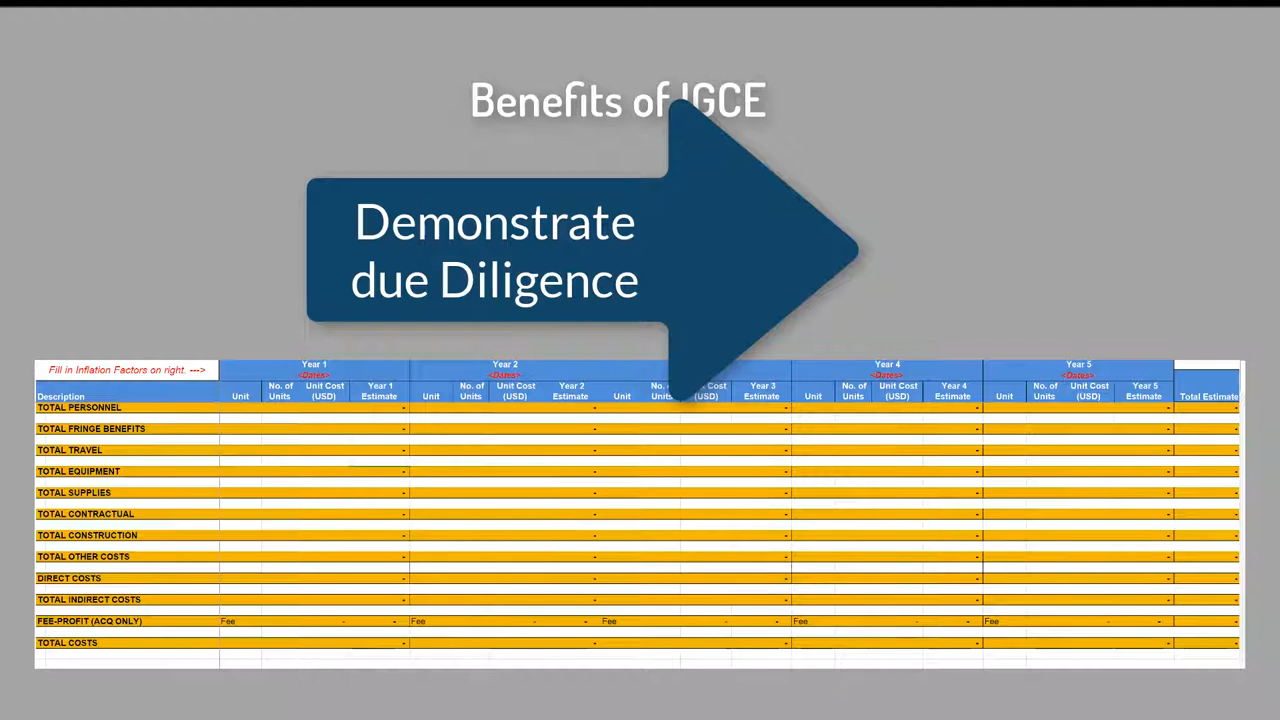 Benefits of IGCE
Demonstrate
due Diligence
Fill in Inflation Factors on right. --->
Year 1 Year 2 Year 4 Year 5
<Dates> <Dates> <Dates> <Dates>
Description Unit No. of Units Unit Cost (USD) Year 1 Estimate Unit No. of Units Unit Cost (USD) Year 2 Estimate Unit Year 3 Estimate Unit No. of Units Unit Cost (USD) Year 4 Estimate Unit No. of Units Unit Cost (USD) Year 5 Estimate Total Estimate
TOTAL PERSONNEL - - - - - -
TOTAL FRINGE BENEFITS - - - - - -
TOTAL TRAVEL - - - - - -
TOTAL EQUIPMENT - - - - - -
TOTAL SUPPLIES - - - - - -
TOTAL CONTRACTUAL - - - - - -
TOTAL CONSTRUCTION - - - - - -
TOTAL OTHER COSTS - - - - - -
DIRECT COSTS - - - - - -
TOTAL INDIRECT COSTS - - - - - -
FEE-PROFIT (ACQ ONLY) Fee - - Fee - - Fee - - Fee - - Fee - - -
TOTAL COSTS - - - - - -